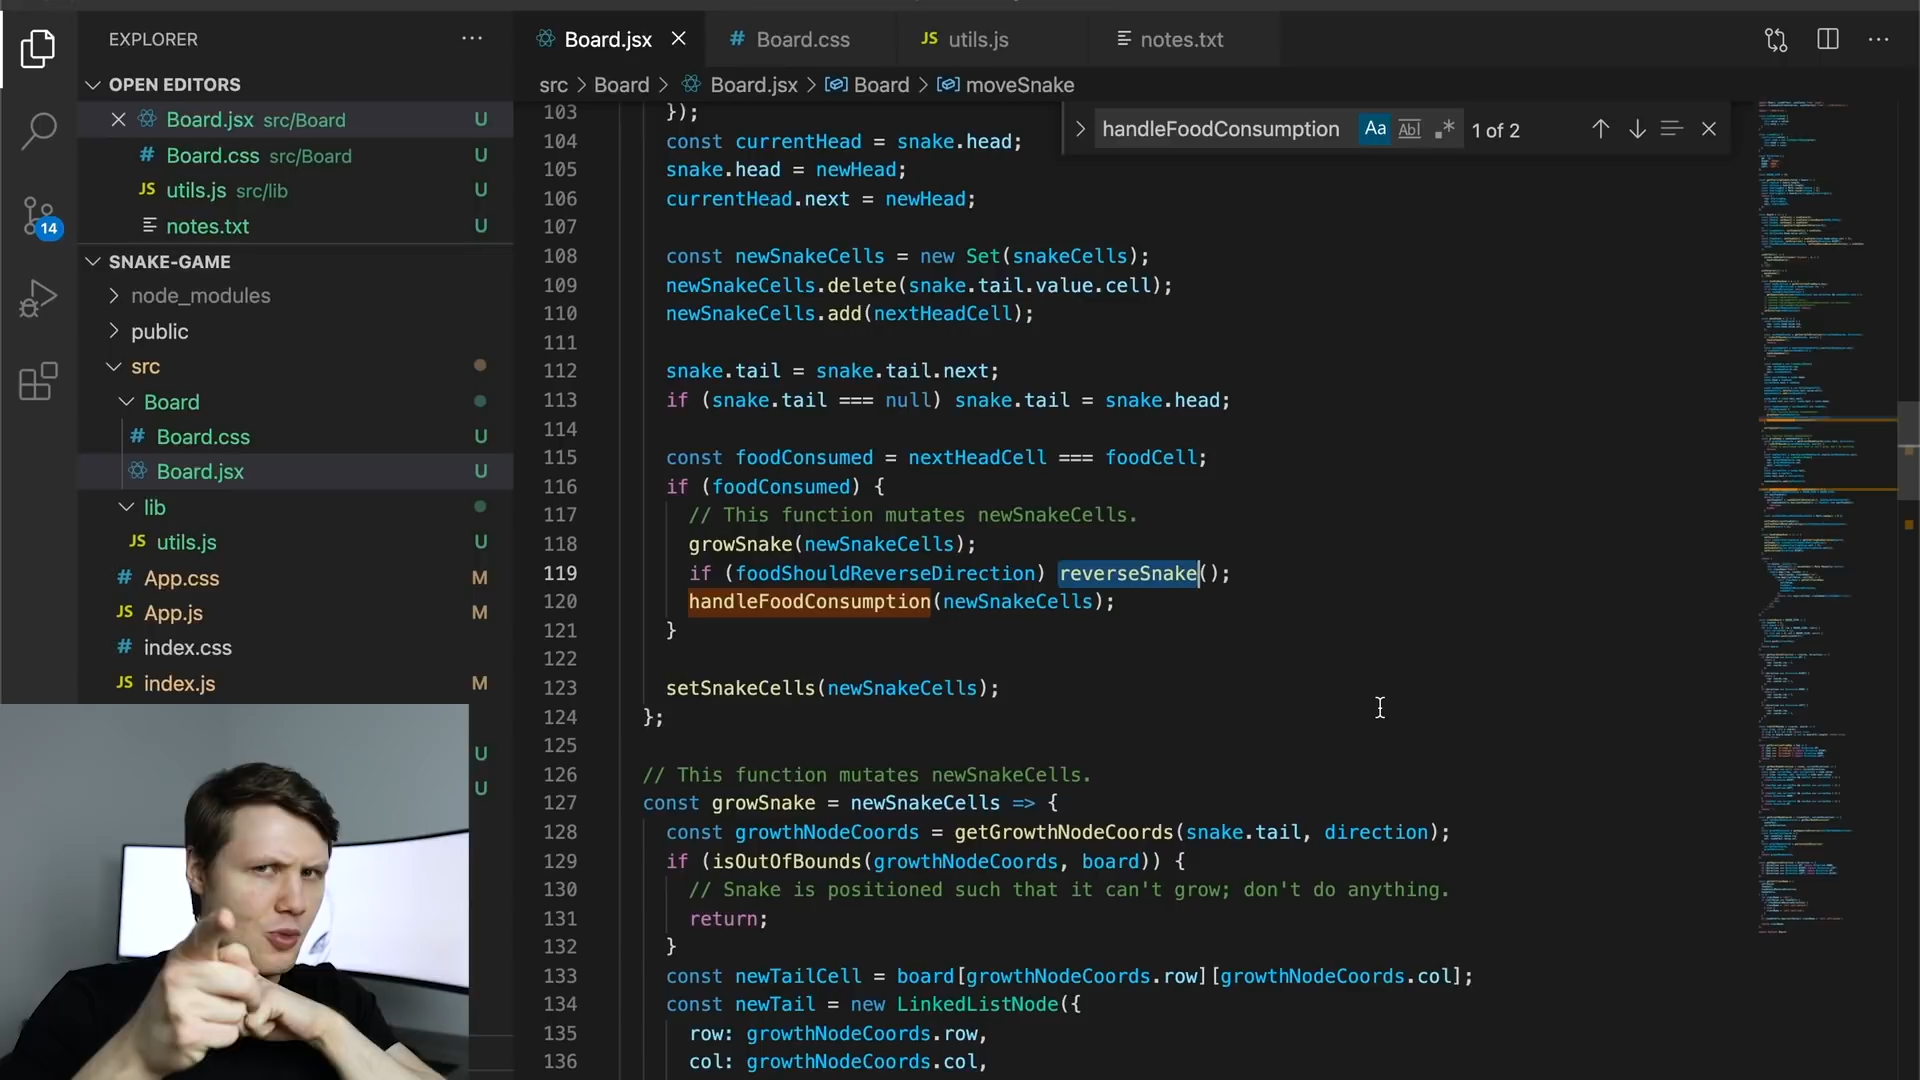 EXPLORER
OPEN EDITORS
Board.jsx src/Board U
Board.css src/Board U
JS utils.js src/lib U
notes.txt U
14
SNAKE-GAME
node_modules
public
src
Board
# Board.css U
Board.jsx U
lib
JS utils.js U
# App.css M
JS App.js M
# index.css
JS index.js M
U
U
Board.jsx
# Board.css
JS utils.js
notes.txt
src > Board > Board.jsx > Board > moveSnake
handleFoodConsumption Aa Abl .* 1 of 2
103 });
104 const currentHead = snake.head;
105 snake.head = newHead;
106 currentHead.next = newHead;
107
108 const newSnakeCells = new Set(snakeCells);
109 newSnakeCells.delete(snake.tail.value.cell);
110 newSnakeCells.add(nextHeadCell);
111
112 snake.tail = snake.tail.next;
113 if (snake.tail === null) snake.tail = snake.head;
114
115 const foodConsumed = nextHeadCell === foodCell;
116 if (foodConsumed) {
117 // This function mutates newSnakeCells.
118 growSnake(newSnakeCells);
119 if (foodShouldReverseDirection) reverseSnake();
120 handleFoodConsumption(newSnakeCells);
121 }
122
123 setSnakeCells(newSnakeCells);
124 };
125
126 // This function mutates newSnakeCells.
127 const growSnake = newSnakeCells => {
128 const growthNodeCoords = getGrowthNodeCoords(snake.tail, direction);
129 if (isOutOfBounds(growthNodeCoords, board)) {
130 // Snake is positioned such that it can't grow; don't do anything.
131 return;
132 }
133 const newTailCell = board[growthNodeCoords.row][growthNodeCoords.col];
134 const newTail = new LinkedListNode({
135 row: growthNodeCoords.row,
136 col: growthNodeCoords.col,